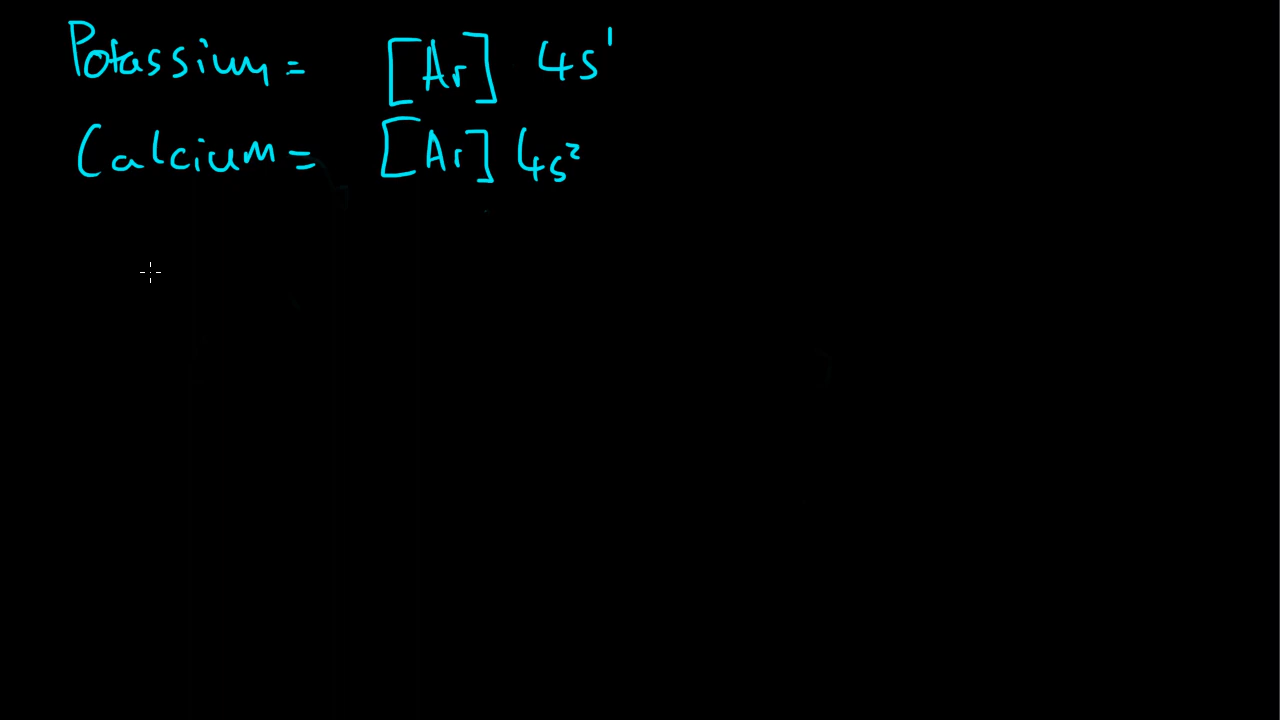 Potassium = [Ar] 4s¹
Calcium = [Ar] 4s²